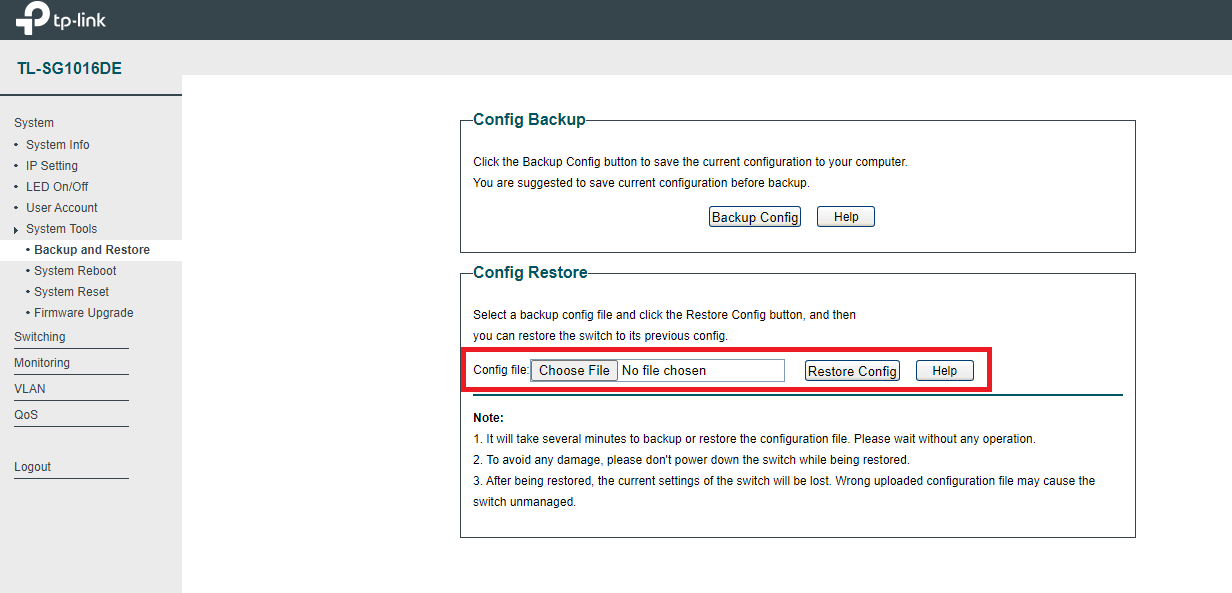 tp-link
TL-SG1016DE
System
• System Info
• IP Setting
• LED On/Off
• User Account
System Tools
• Backup and Restore
• System Reboot
• System Reset
• Firmware Upgrade
Switching
Monitoring
VLAN
QoS
Logout
Config Backup
Click the Backup Config button to save the current configuration to your computer.
You are suggested to save current configuration before backup.
Backup Config Help
Config Restore
Select a backup config file and click the Restore Config button, and then
you can restore the switch to its previous config.
Config file: Choose File No file chosen Restore Config Help
Note:
1. It will take several minutes to backup or restore the configuration file. Please wait without any operation.
2. To avoid any damage, please don't power down the switch while being restored.
3. After being restored, the current settings of the switch will be lost. Wrong uploaded configuration file may cause the
switch unmanaged.